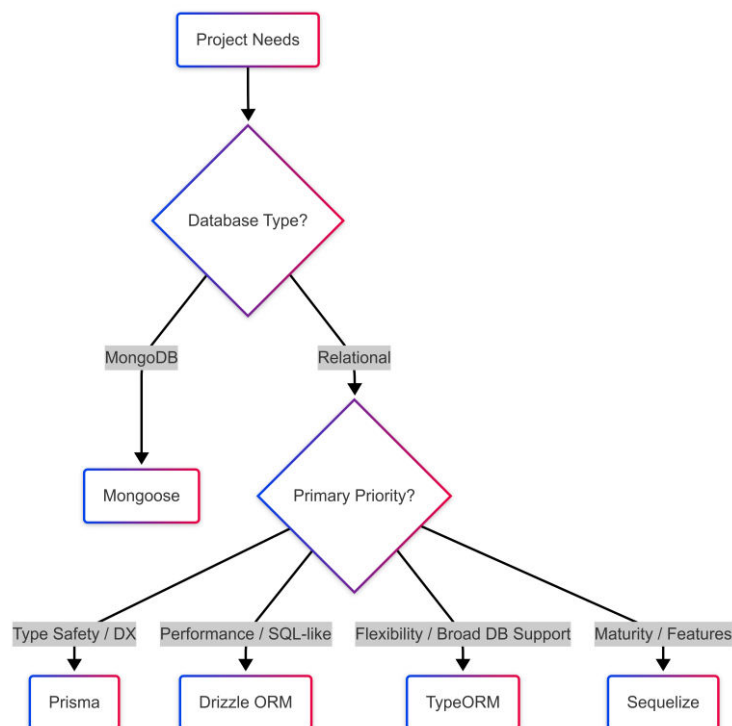 Project Needs
Database Type?
MongoDB
Relational
Mongoose
Primary Priority?
Type Safety / DX
Performance / SQL-like
Flexibility / Broad DB Support
Maturity / Features
Prisma
Drizzle ORM
TypeORM
Sequelize